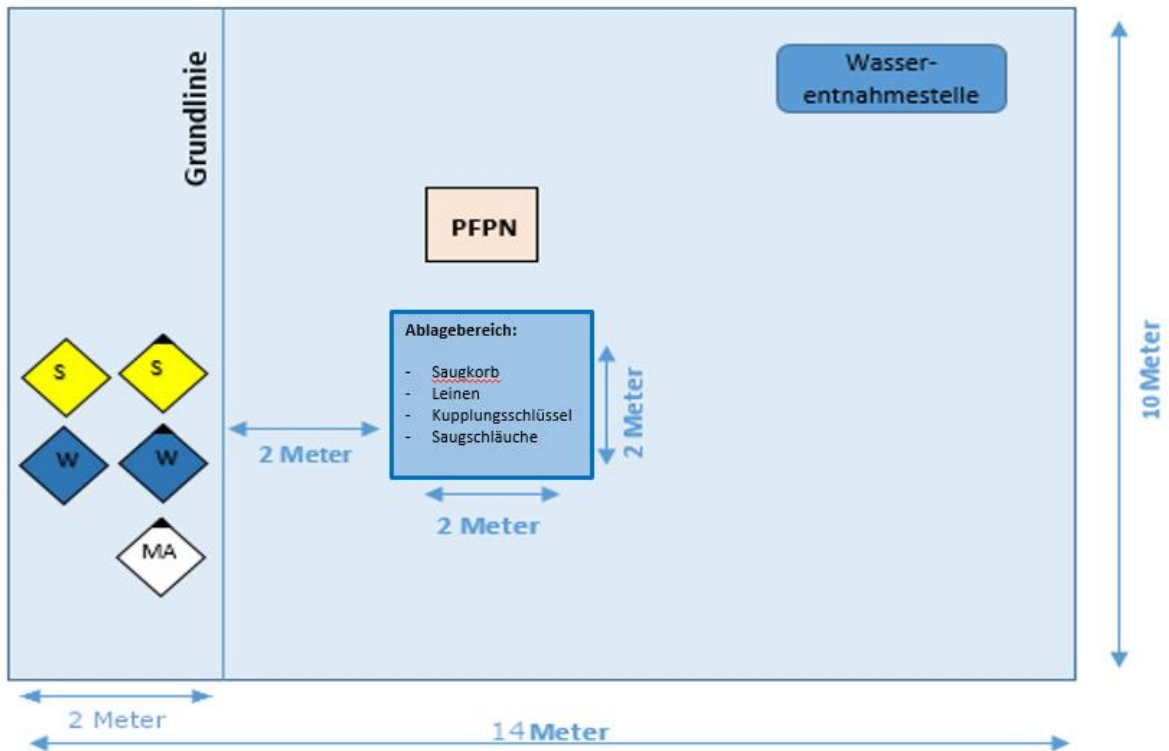 Grundlinie
Wasser-
entnahmestelle
PFPN
Ablagebereich:
- Saugkorb
- Leinen
- Kupplungsschlüssel
- Saugschläuche
S
S
W
W
MA
2 Meter
2 Meter
2 Meter
10 Meter
2 Meter
14 Meter